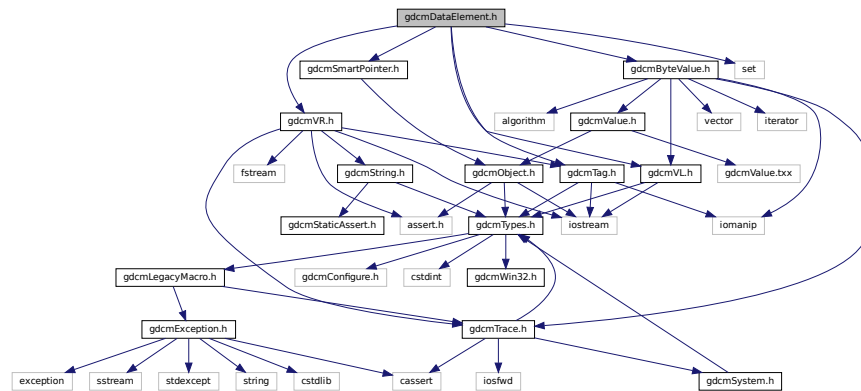 gdcmDataElement.h
gdcmSmartPointer.h
gdcmByteValue.h
set
algorithm
gdcmValue.h
vector
iterator
gdcmVR.h
fstream
gdcmString.h
gdcmObject.h
gdcmTag.h
gdcmVL.h
gdcmValue.txx
gdcmStaticAssert.h
assert.h
gdcmTypes.h
iostream
iomanip
gdcmLegacyMacro.h
gdcmConfigure.h
cstdint
gdcmWin32.h
gdcmException.h
gdcmTrace.h
exception
sstream
stdexcept
string
cstdlib
cassert
iosfwd
gdcmSystem.h